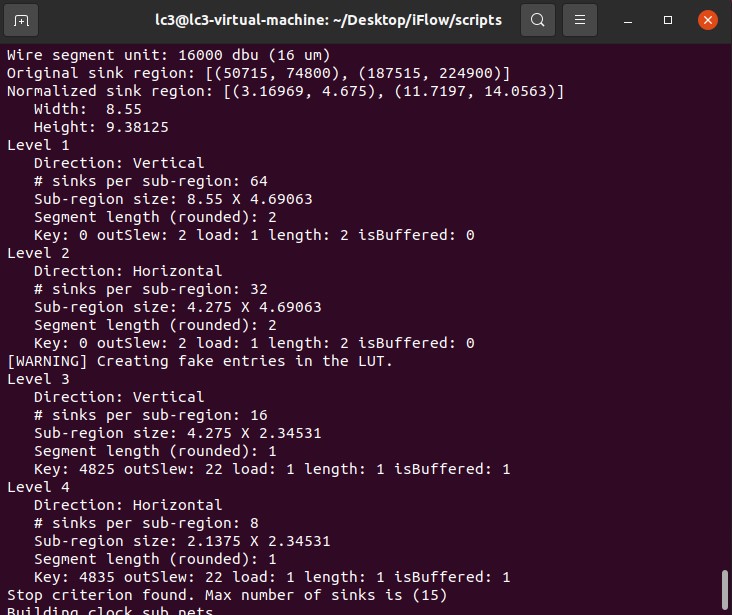 lc3@lc3-virtual-machine: ~/Desktop/iFlow/scripts
Wire segment unit: 16000 dbu (16 um)
Original sink region: [(50715, 74800), (187515, 224900)]
Normalized sink region: [(3.16969, 4.675), (11.7197, 14.0563)]
   Width:  8.55
   Height: 9.38125
Level 1
   Direction: Vertical
   # sinks per sub-region: 64
   Sub-region size: 8.55 X 4.69063
   Segment length (rounded): 2
   Key: 0 outSlew: 2 load: 1 length: 2 isBuffered: 0
Level 2
   Direction: Horizontal
   # sinks per sub-region: 32
   Sub-region size: 4.275 X 4.69063
   Segment length (rounded): 2
   Key: 0 outSlew: 2 load: 1 length: 2 isBuffered: 0
[WARNING] Creating fake entries in the LUT.
Level 3
   Direction: Vertical
   # sinks per sub-region: 16
   Sub-region size: 4.275 X 2.34531
   Segment length (rounded): 1
   Key: 4825 outSlew: 22 load: 1 length: 1 isBuffered: 1
Level 4
   Direction: Horizontal
   # sinks per sub-region: 8
   Sub-region size: 2.1375 X 2.34531
   Segment length (rounded): 1
   Key: 4835 outSlew: 22 load: 1 length: 1 isBuffered: 1
Stop criterion found. Max number of sinks is (15)
Building clock sub nets